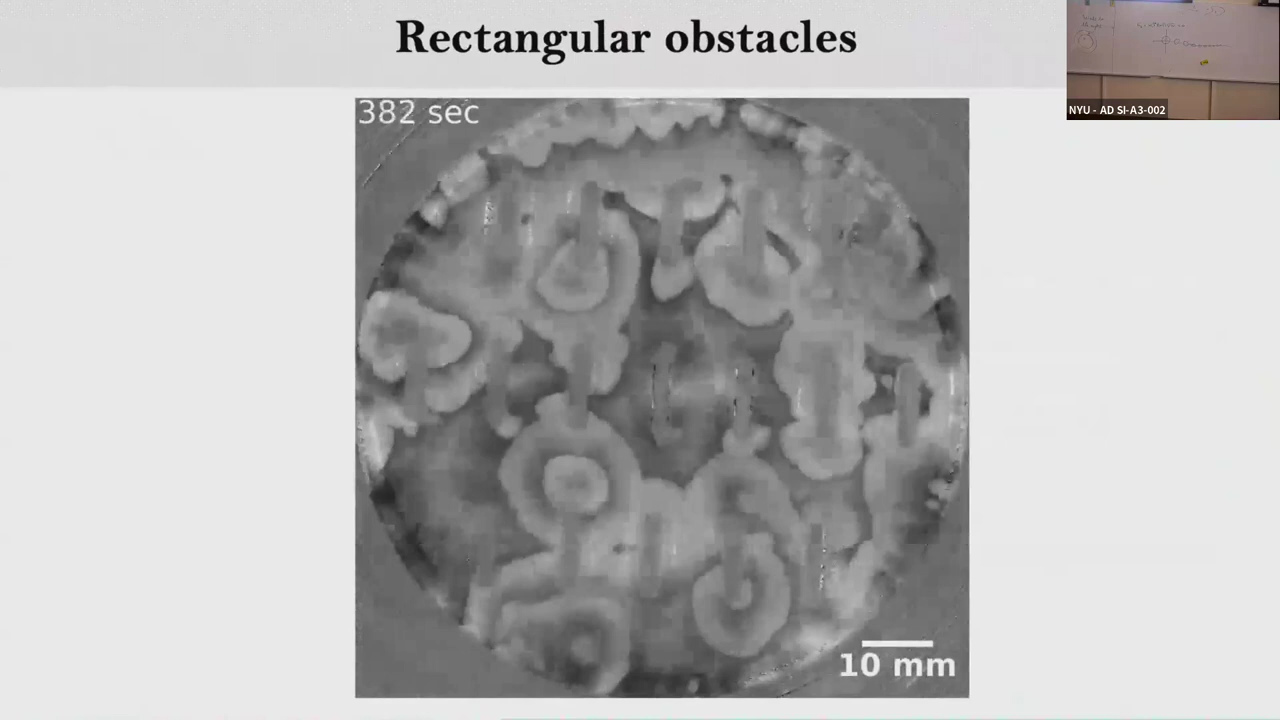 Rectangular obstacles
382 sec
10 mm
NYU - AD SI-A3-002